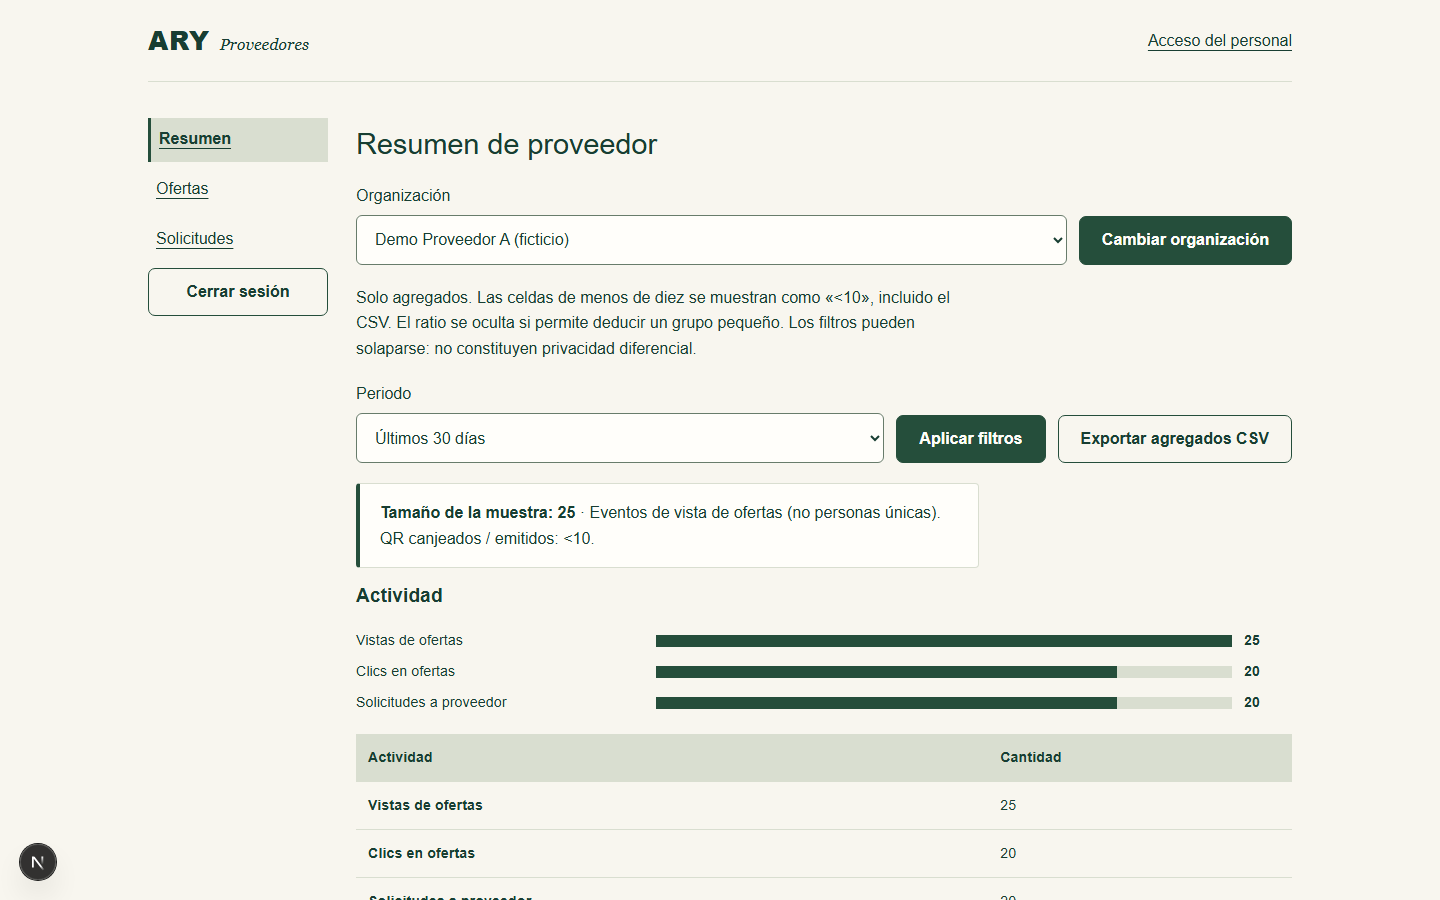 ARY Proveedores
Acceso del personal
Resumen
Ofertas
Solicitudes
Cerrar sesión
Resumen de proveedor
Organización
Demo Proveedor A (ficticio)
Cambiar organización
Solo agregados. Las celdas de menos de diez se muestran como «<10», incluido el
CSV. El ratio se oculta si permite deducir un grupo pequeño. Los filtros pueden
solaparse: no constituyen privacidad diferencial.
Periodo
Últimos 30 días
Aplicar filtros
Exportar agregados CSV
Tamaño de la muestra: 25 · Eventos de vista de ofertas (no personas únicas).
QR canjeados / emitidos: <10.
Actividad
Vistas de ofertas 25
Clics en ofertas 20
Solicitudes a proveedor 20
Actividad Cantidad
Vistas de ofertas 25
Clics en ofertas 20
Solicitudes a proveedor 20
N